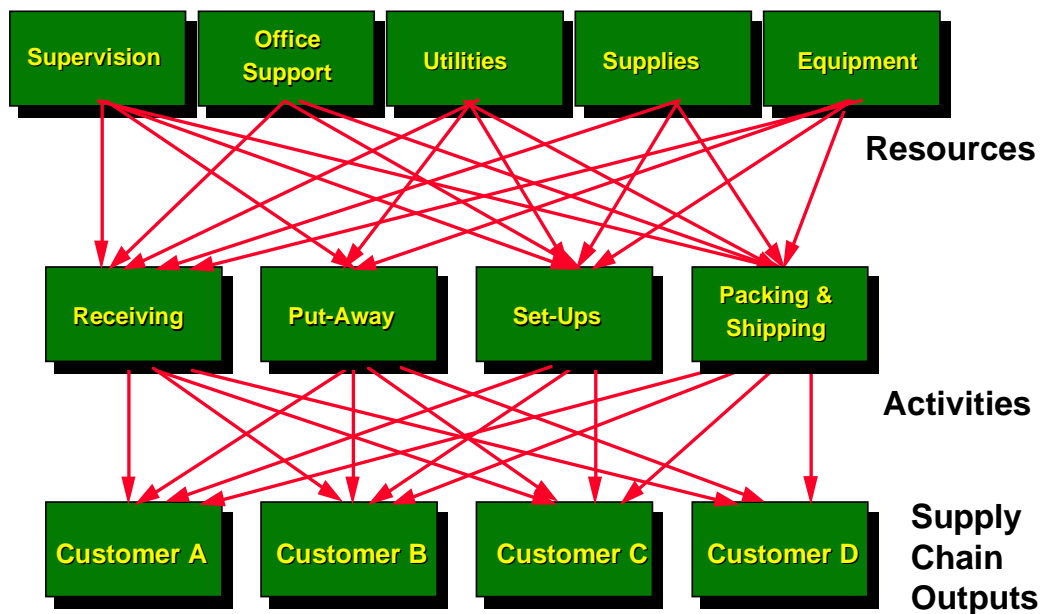 Supervision
Office
Support
Utilities
Supplies
Equipment
Resources
Receiving
Put-Away
Set-Ups
Packing &
Shipping
Activities
Customer A
Customer B
Customer C
Customer D
Supply
Chain
Outputs